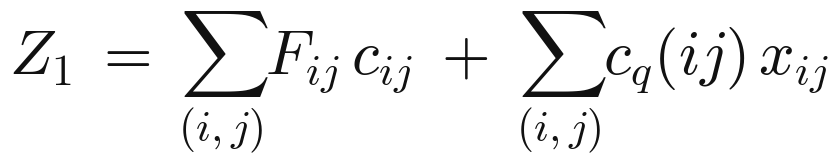 Z_1 = \sum_{(i,j)} F_{ij} c_{ij} + \sum_{(i,j)} c_q(ij) x_{ij}